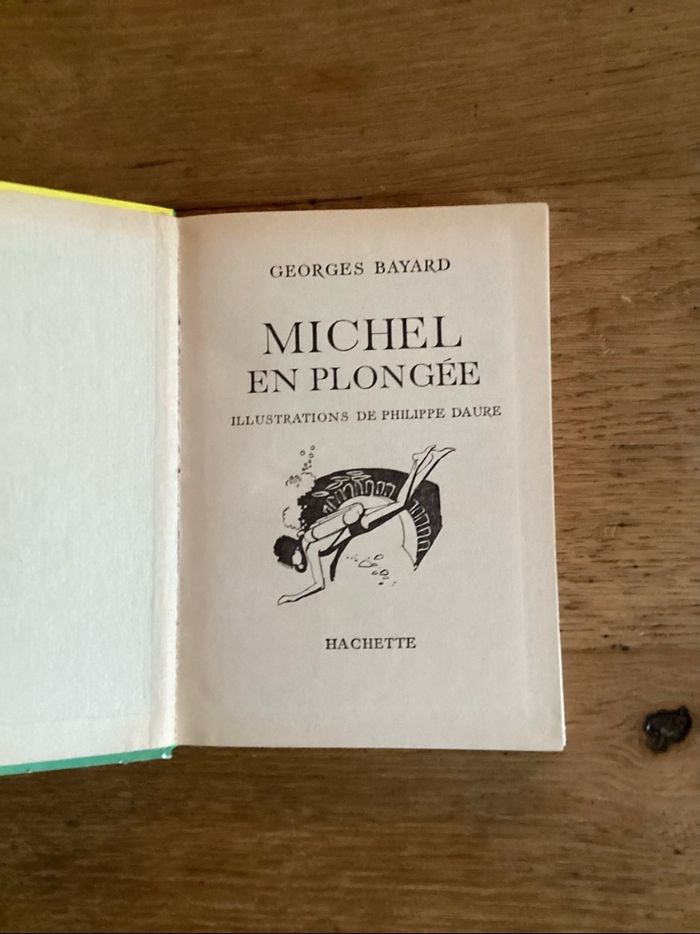 GEORGES BAYARD
MICHEL
EN PLONGÉE
ILLUSTRATIONS DE PHILIPPE DAURE
HACHETTE